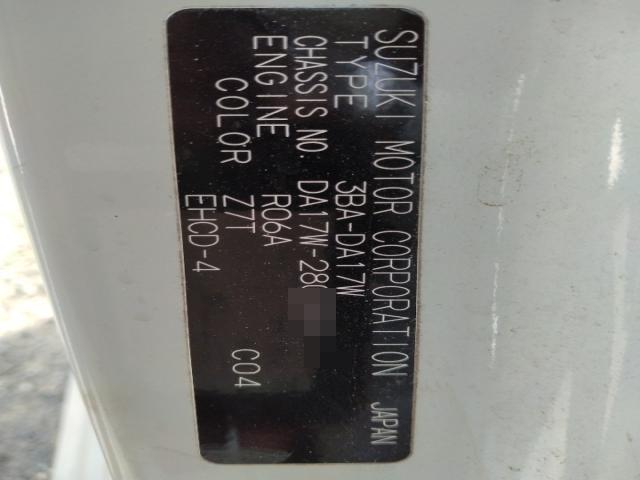 SUZUKI MOTOR CORPORATION JAPAN
TYPE 3BA-DA17W
CHASSIS NO. DA17W-28
ENGINE R06A
COLOR Z7T C04
EHCD-4